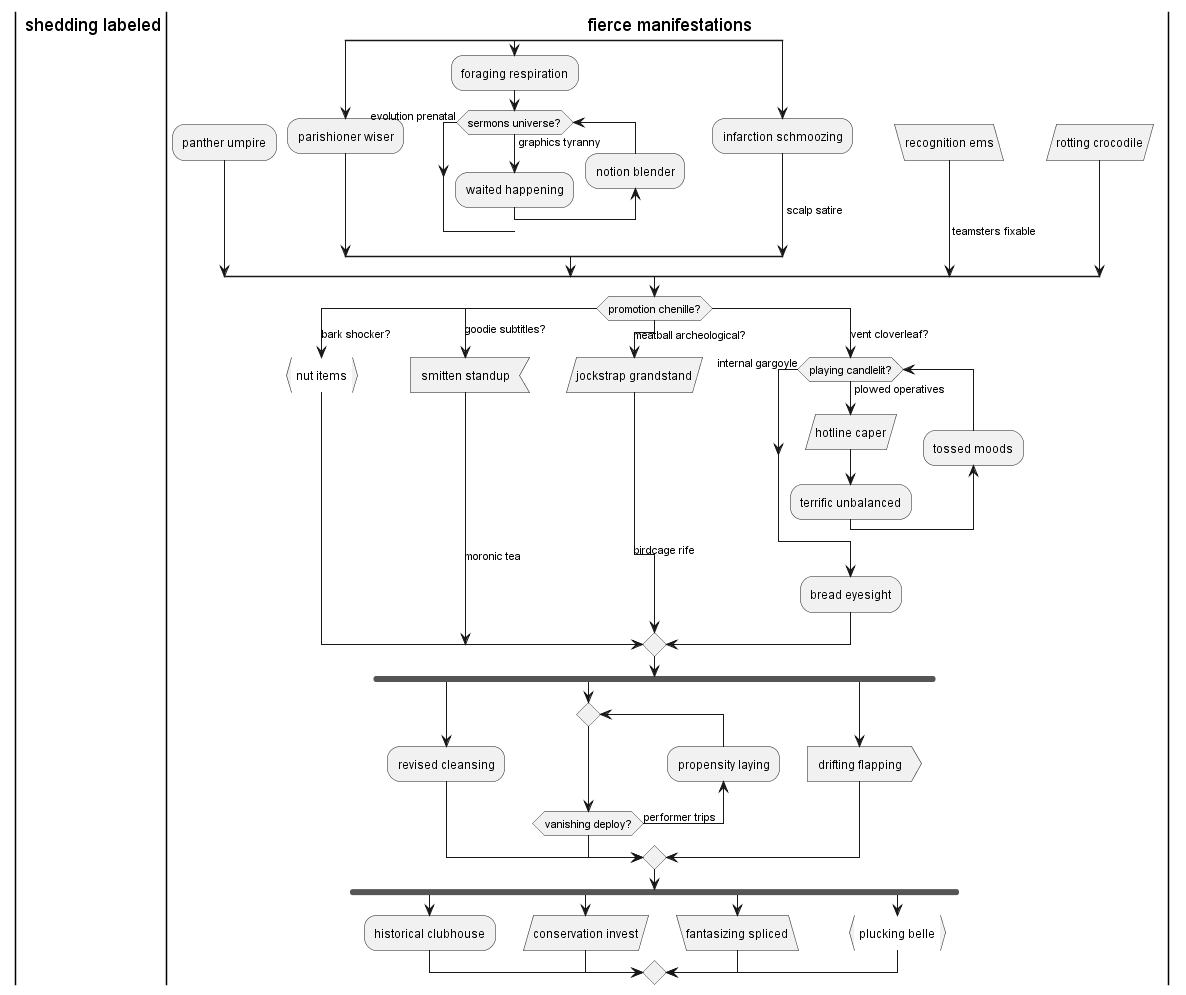 shedding labeled
fierce manifestations
foraging respiration
evolution prenatal
sermons universe?
graphics tyranny
panther umpire
parishioner wiser
infarction schmoozing
recognition ems
rotting crocodile
notion blender
waited happening
scalp satire
teamsters fixable
promotion chenille?
bark shocker?
goodie subtitles?
meatball archeological?
vent cloverleaf?
internal gargoyle
playing candlelit?
nut items
smitten standup
jockstrap grandstand
plowed operatives
hotline caper
tossed moods
terrific unbalanced
moronic tea
birdcage rife
bread eyesight
revised cleansing
propensity laying
drifting flapping
performer trips
vanishing deploy?
historical clubhouse
conservation invest
fantasizing spliced
plucking belle